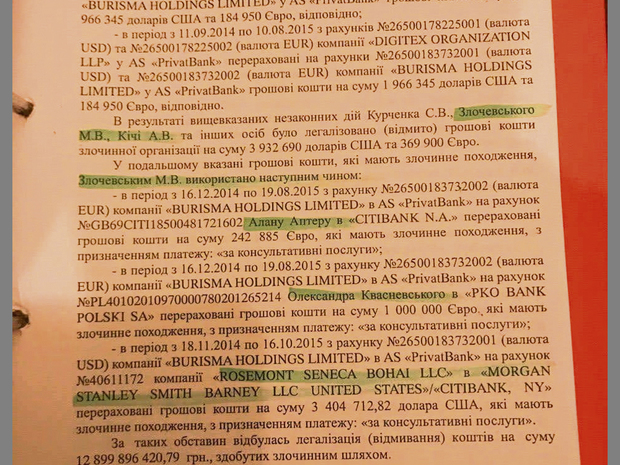 «BURISMA HOLDINGS LIMITED» у AS «PrivatBank» грошові кошти на суму 1
966 345 доларів США та 184 950 Євро, відповідно;
- в період з 11.09.2014 по 10.08.2015 з рахунків №26500178225001 (валюта
USD) та №26500178225002 (валюта EUR) компанії «DIGITEX ORGANIZATION
LLP» у AS «PrivatBank» перераховані на рахунки №26500183732001 (валюта
USD) та №26500183732002 (валюта EUR) компанії «BURISMA HOLDINGS
LIMITED» у AS «PrivatBank» грошові кошти на суму 1 966 345 доларів США та
184 950 Євро, відповідно.
В результаті вищевказаних незаконних дій Курченка С.В., Злочевського
М.В., Кічі А.В. та інших осіб було легалізовано (відмито) грошові кошти
злочинної організації на суму 3 932 690 доларів США та 369 900 Євро.
У подальшому вказані грошові кошти, які мають злочинне походження,
Злочевським М.В. використано наступним чином:
- в період з 16.12.2014 по 19.08.2015 з рахунку №26500183732002 (валюта
EUR) компанії «BURISMA HOLDINGS LIMITED» в AS «PrivatBank» на рахунок
№GB69CITI18500481721602 Алану Аптеру в «CITIBANK N.A.» перераховані
грошові кошти на суму 242 885 Євро, які мають злочинне походження, з
призначенням платежу: «за консультативні послуги»;
- в період з 16.12.2014 по 19.08.2015 з рахунку №26500183732002 (валюта
EUR) компанії «BURISMA HOLDINGS LIMITED» в AS «PrivatBank» на рахунок
№PL40102010970000780201265214 Олександра Квасневського в «PKO BANK
POLSKI SA» перераховані грошові кошти на суму 1 000 000 Євро, які мають
злочинне походження, з призначенням платежу: «за консультативні послуги»;
- в період з 18.11.2014 по 16.10.2015 з рахунку №26500183732001 (валюта
USD) компанії «BURISMA HOLDINGS LIMITED» в AS «PrivatBank» на рахунок
№40611172 компанії «ROSEMONT SENECA BOHAI LLC» в «MORGAN
STANLEY SMITH BARNEY LLC UNITED STATES»/«CITIBANK, NY»
перераховані грошові кошти на суму 3 404 712,82 долара США, які мають
злочинне походження, з призначенням платежу: «за консультативні послуги».
За таких обставин відбулась легалізація (відмивання) коштів на суму
12 899 896 420,79 грн., здобутих злочинним шляхом.